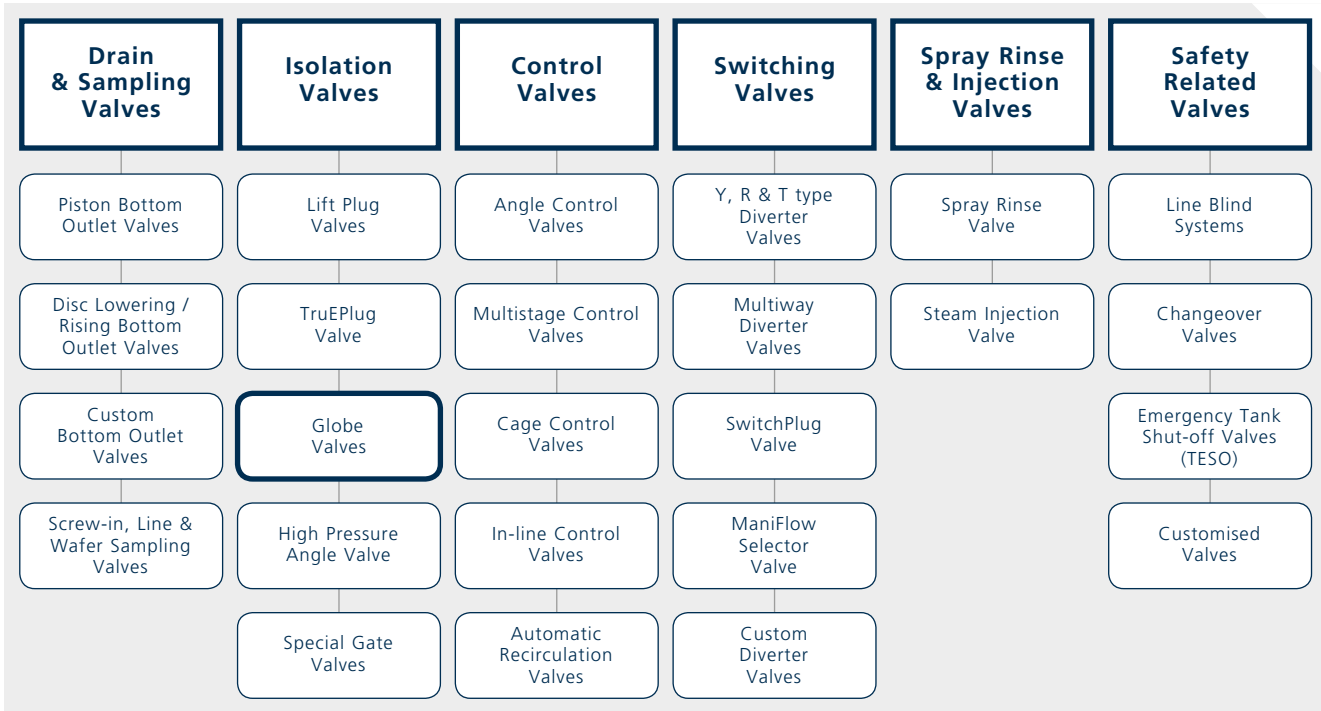 Drain
& Sampling
Valves
Isolation
Valves
Control
Valves
Switching
Valves
Spray Rinse
& Injection
Valves
Safety
Related
Valves
Piston Bottom
Outlet Valves
Lift Plug
Valves
Angle Control
Valves
Y, R & T type
Diverter
Valves
Spray Rinse
Valve
Line Blind
Systems
Disc Lowering /
Rising Bottom
Outlet Valves
TruEPlug
Valve
Multistage Control
Valves
Multiway
Diverter
Valves
Steam Injection
Valve
Changeover
Valves
Custom
Bottom Outlet
Valves
Globe
Valves
Cage Control
Valves
SwitchPlug
Valve
Emergency Tank
Shut-off Valves
(TESO)
Screw-in, Line &
Wafer Sampling
Valves
High Pressure
Angle Valve
In-line Control
Valves
ManiFlow
Selector
Valve
Customised
Valves
Special Gate
Valves
Automatic
Recirculation
Valves
Custom
Diverter
Valves